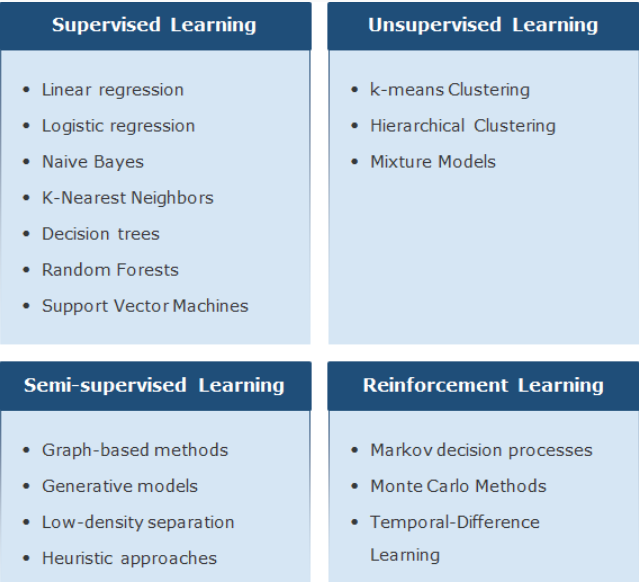 Supervised Learning
• Linear regression
• Logistic regression
• Naive Bayes
• K-Nearest Neighbors
• Decision trees
• Random Forests
• Support Vector Machines
Unsupervised Learning
• k-means Clustering
• Hierarchical Clustering
• Mixture Models
Semi-supervised Learning
• Graph-based methods
• Generative models
• Low-density separation
• Heuristic approaches
Reinforcement Learning
• Markov decision processes
• Monte Carlo Methods
• Temporal-Difference
Learning